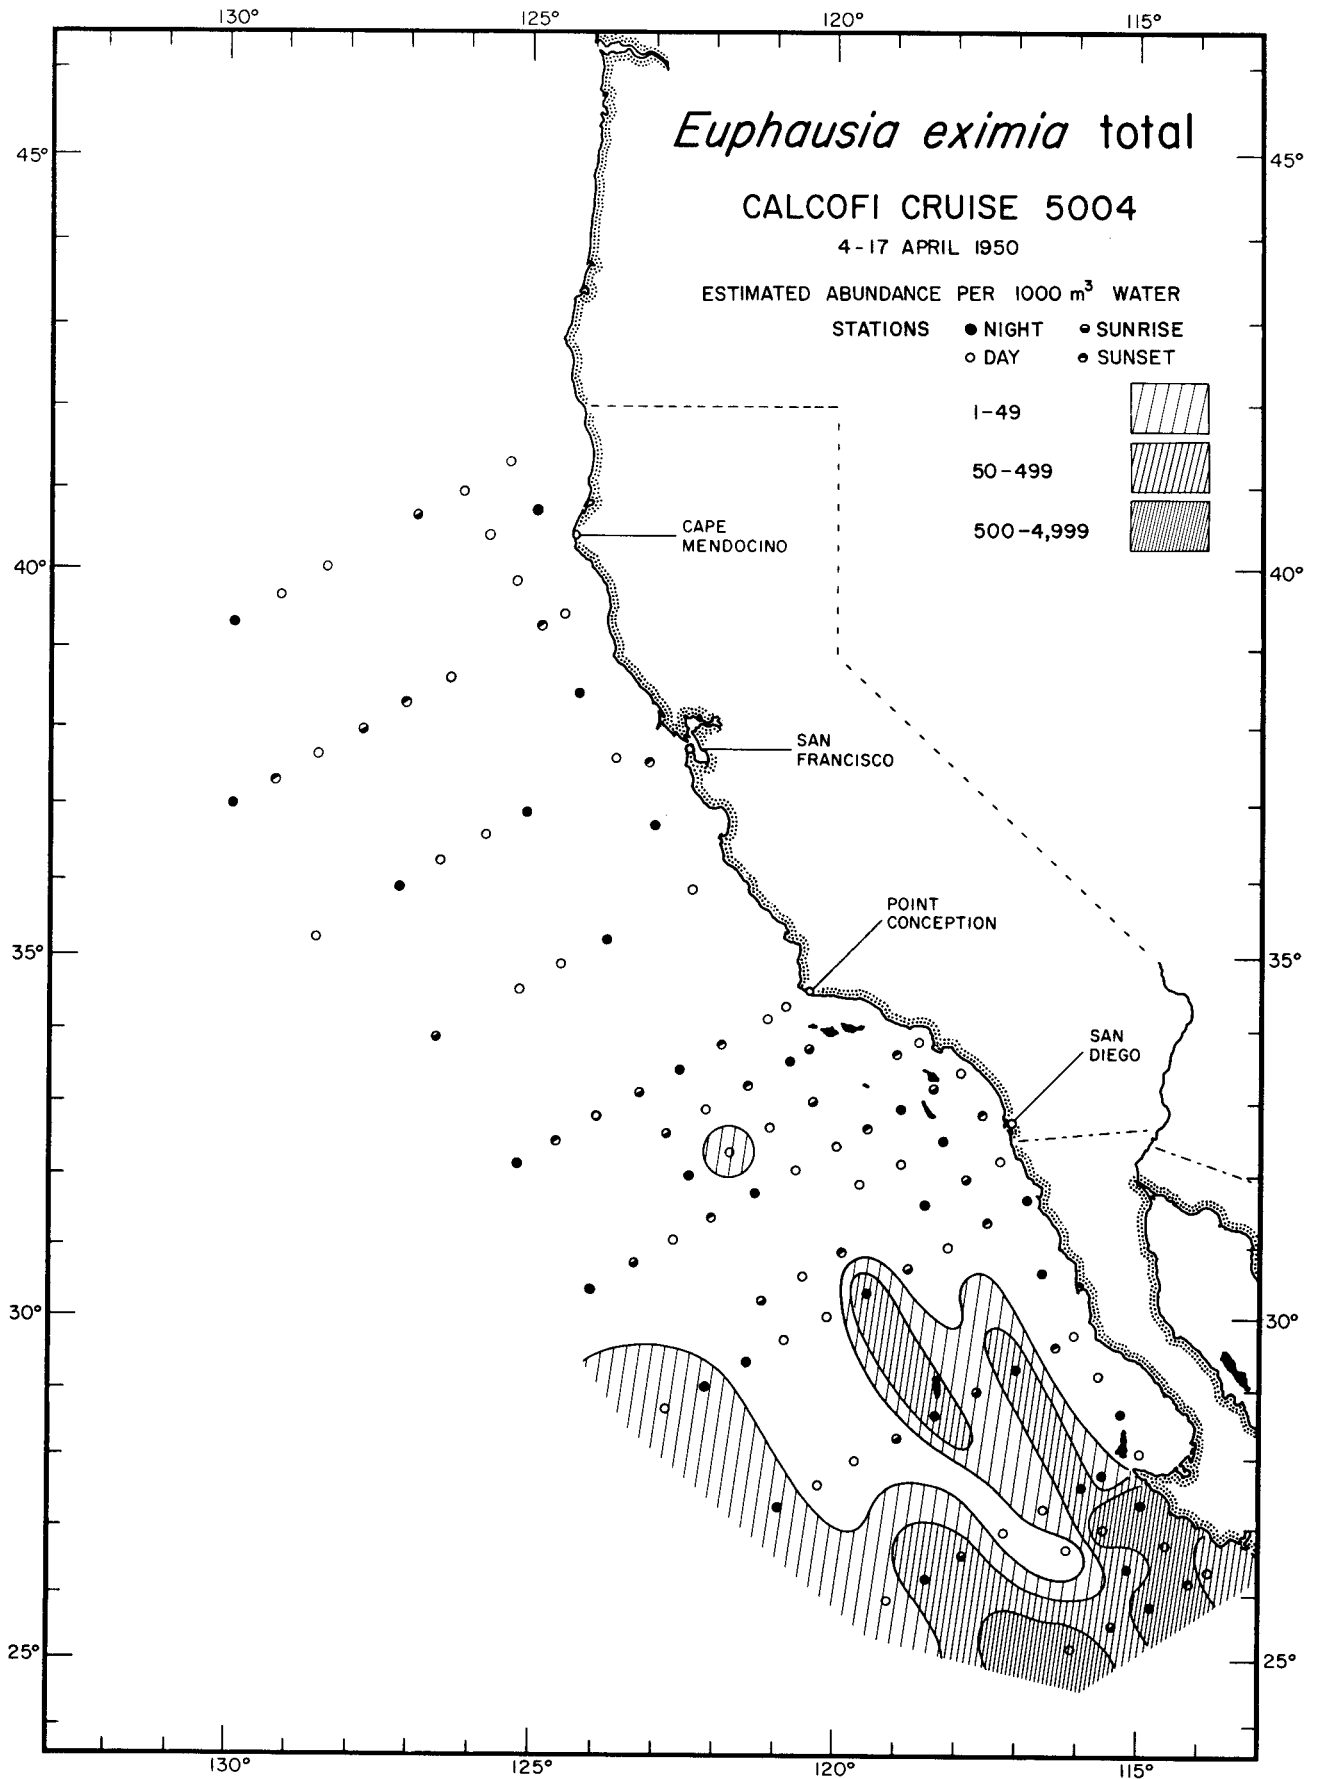 130° 125° 120° 115°
Euphausia eximia total
CALCOFI CRUISE 5004
4-17 APRIL 1950
ESTIMATED ABUNDANCE PER 1000 m³ WATER
STATIONS ● NIGHT ◒ SUNRISE
○ DAY ◓ SUNSET
1-49
50-499
500-4,999
45° 45°
CAPE
MENDOCINO
40° 40°
SAN
FRANCISCO
POINT
CONCEPTION
35° 35°
SAN
DIEGO
30° 30°
25° 25°
130° 125° 120° 115°